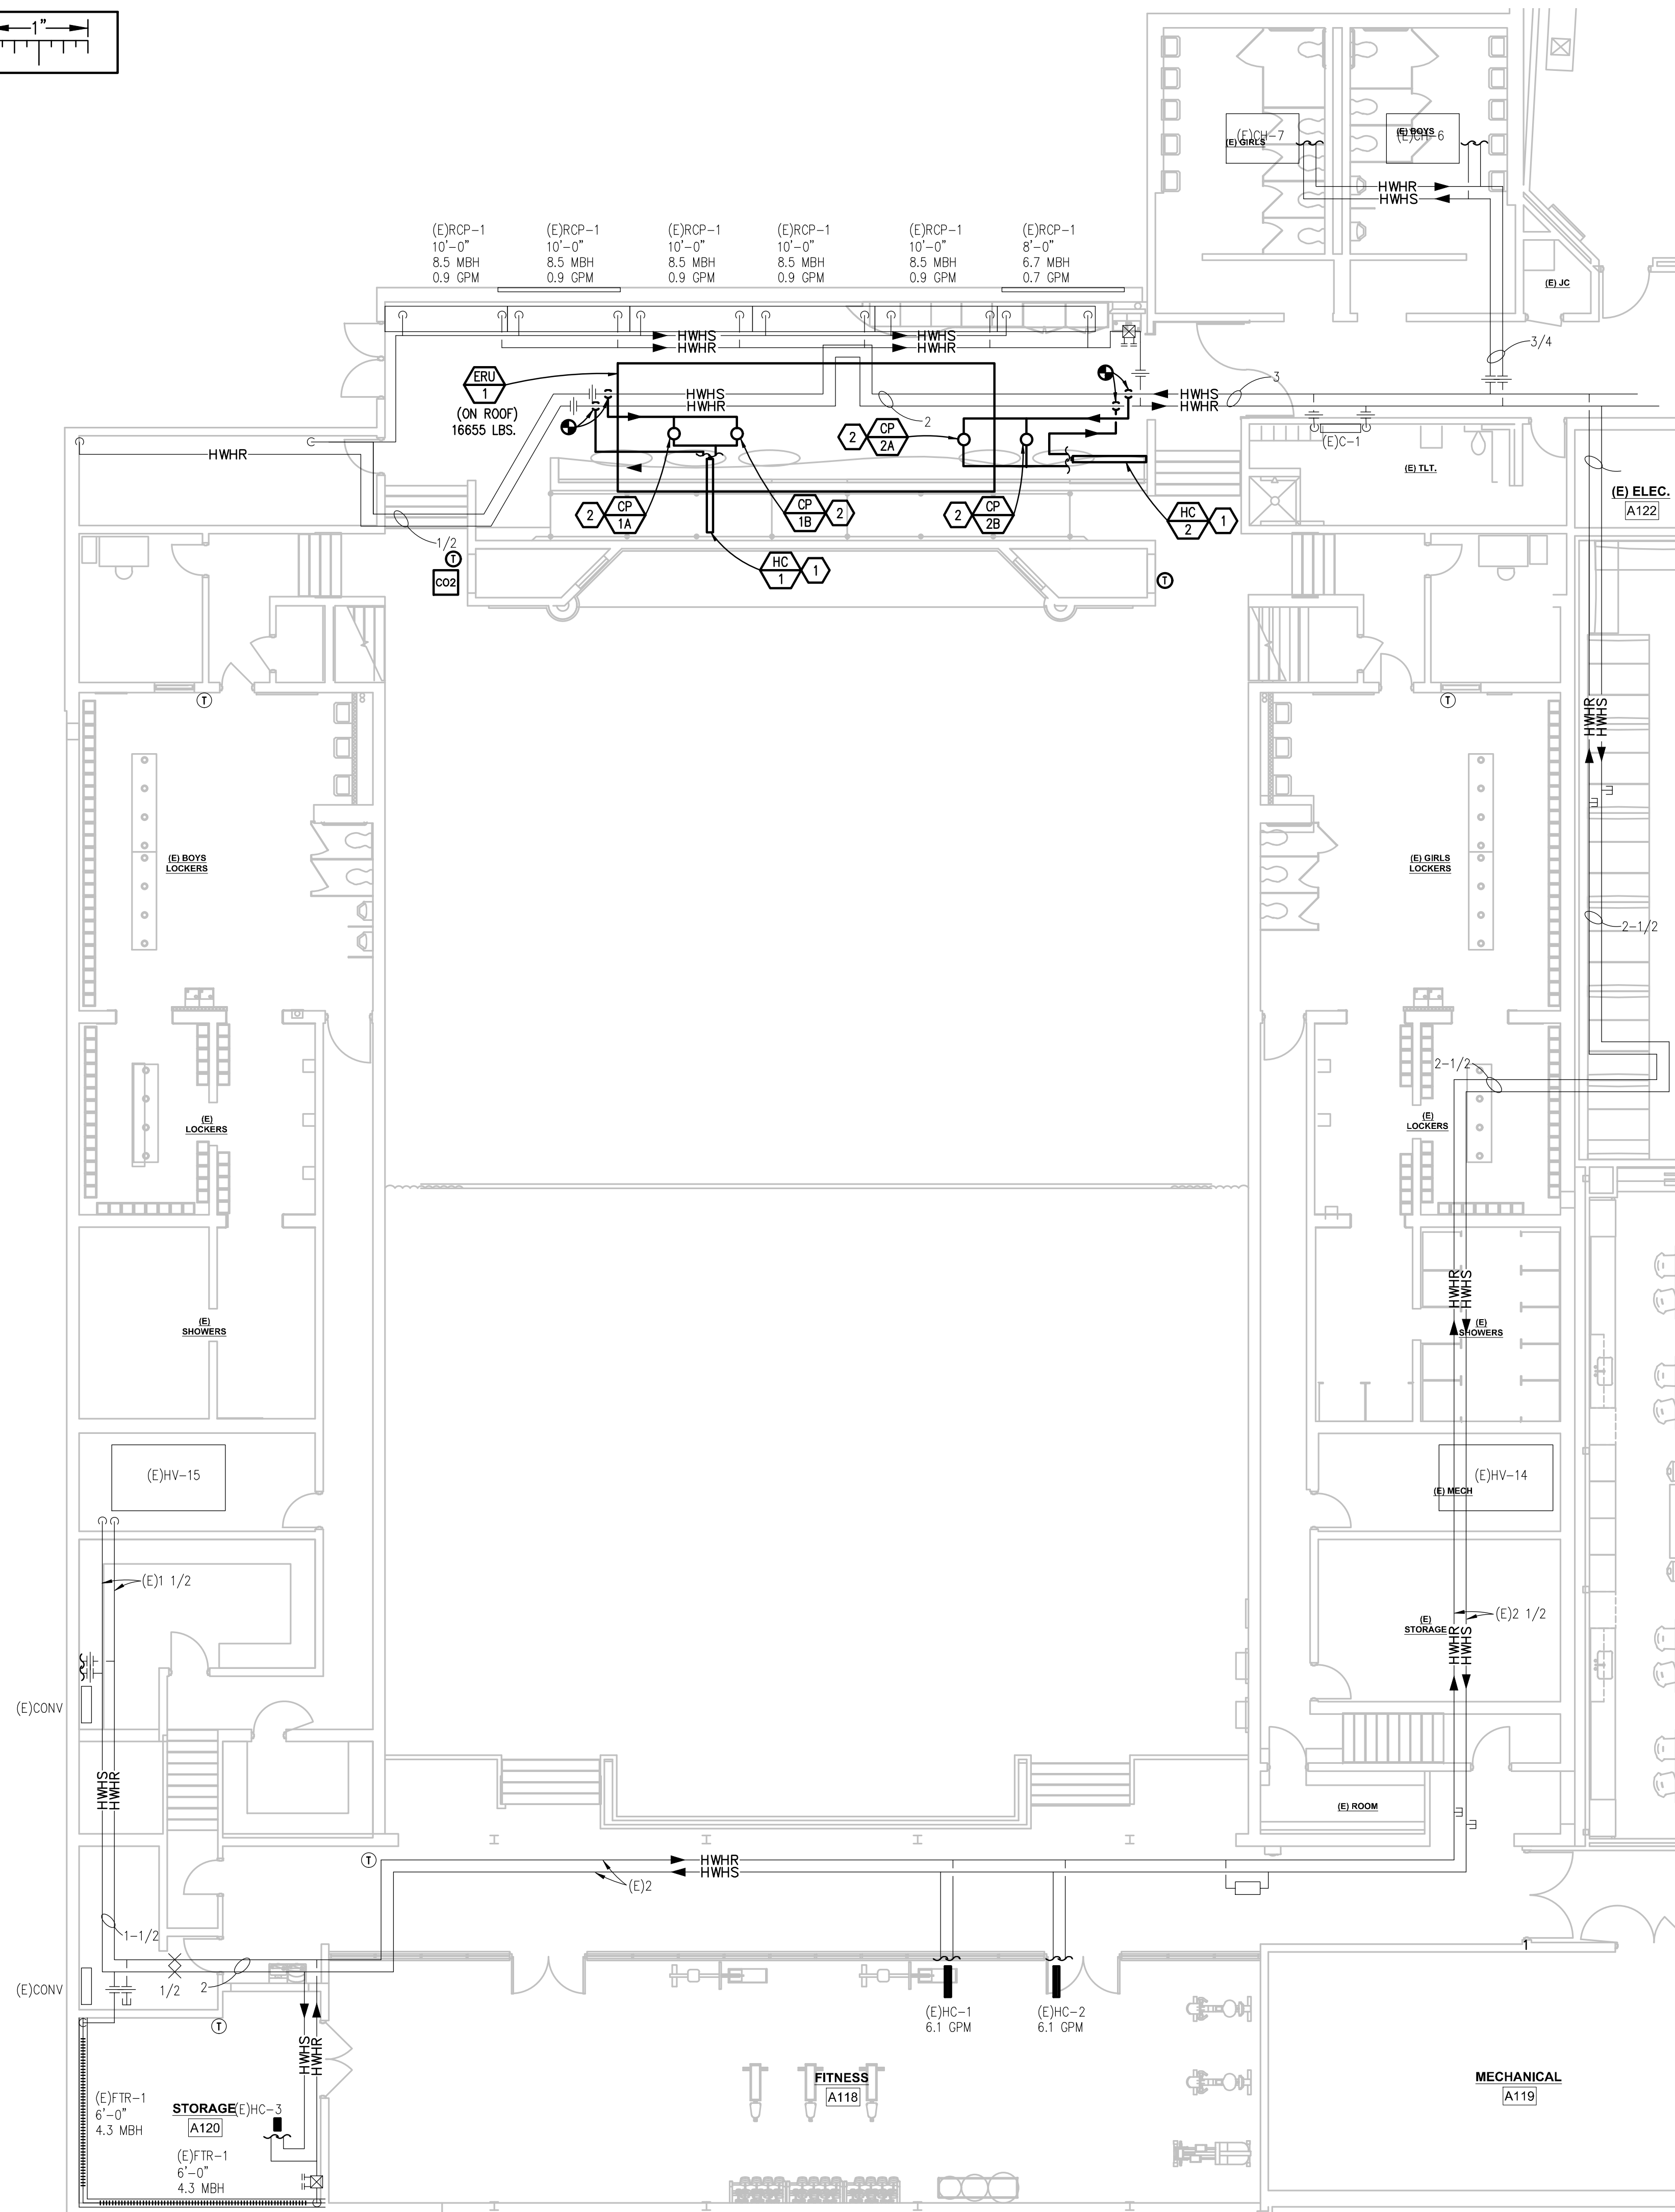 1"
(E)CH-7
(E) GIRLS
(E) BOYS
(E)CH-6
HWHR
HWHS
(E)RCP-1
10'-0"
8.5 MBH
0.9 GPM
(E)RCP-1
10'-0"
8.5 MBH
0.9 GPM
(E)RCP-1
10'-0"
8.5 MBH
0.9 GPM
(E)RCP-1
10'-0"
8.5 MBH
0.9 GPM
(E)RCP-1
10'-0"
8.5 MBH
0.9 GPM
(E)RCP-1
8'-0"
6.7 MBH
0.7 GPM
(E) JC
HWHS
HWHR
3/4
ERU
1
(ON ROOF)
16655 LBS.
HWHS
HWHR
2
3
HWHS
HWHR
2
CP
2A
(E)C-1
HWHR
(E) TLT.
(E) ELEC.
A122
2
CP
1A
CP
1B
2
2
CP
2B
HC
2
1
1/2
T
CO2
HC
1
1
T
T
T
HWHR
HWHS
(E) BOYS
LOCKERS
(E) GIRLS
LOCKERS
2-1/2
2-1/2
(E)
LOCKERS
(E)
LOCKERS
HWHR
HWHS
(E)
SHOWERS
(E)
SHOWERS
(E)HV-15
(E)HV-14
(E) MECH
(E)1 1/2
(E)2 1/2
(E)
STORAGE
HWHR
HWHS
(E)CONV
HWHS
HWHR
(E) ROOM
T
HWHR
HWHS
(E)2
1-1/2
1
(E)CONV
1/2
2
(E)HC-1
6.1 GPM
(E)HC-2
6.1 GPM
T
HWHS
HWHR
(E)FTR-1
6'-0"
4.3 MBH
STORAGE
A120
(E)HC-3
FITNESS
A118
MECHANICAL
A119
(E)FTR-1
6'-0"
4.3 MBH